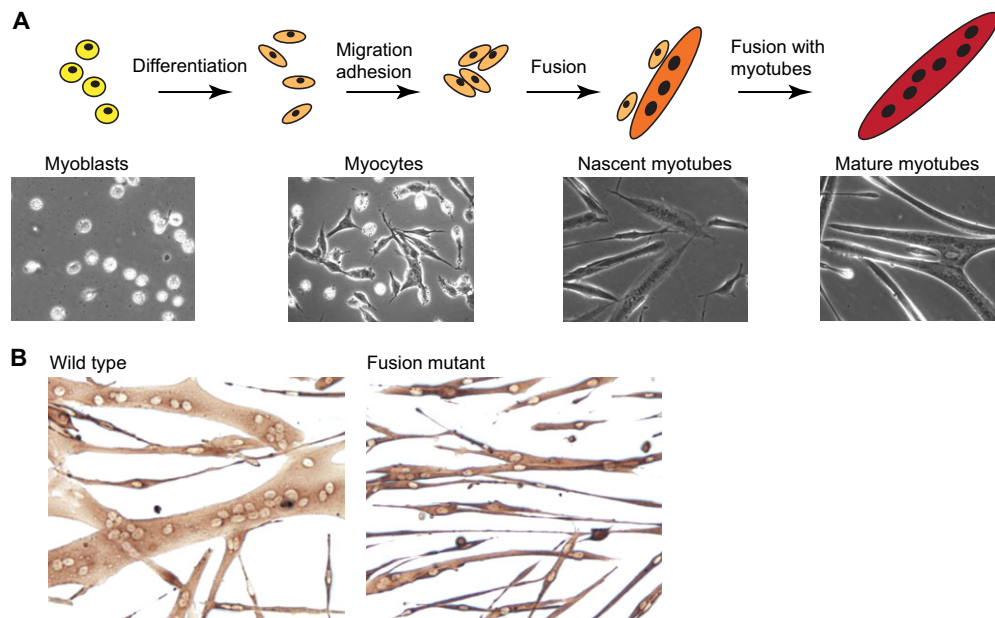 A
Differentiation
Migration
adhesion
Fusion
Fusion with
myotubes
Myoblasts
Myocytes
Nascent myotubes
Mature myotubes
B
Wild type
Fusion mutant